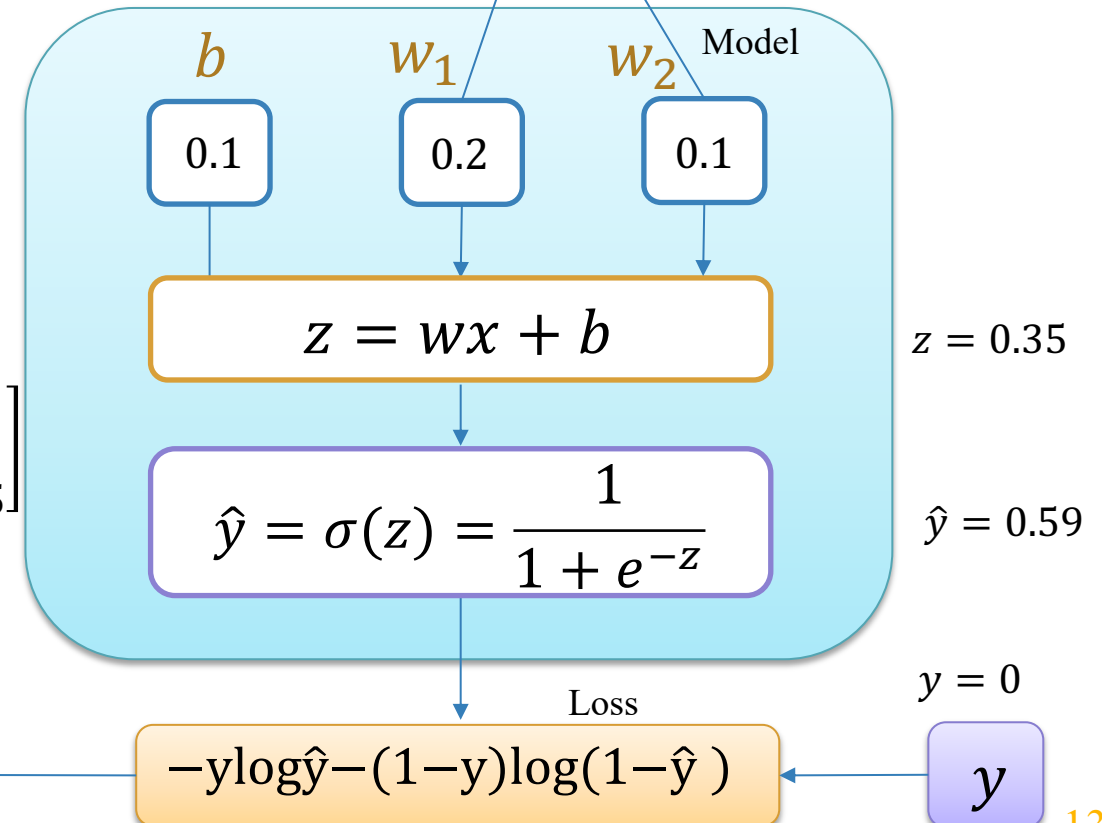 b
w₁
w₂
Model
0.1
0.2
0.1
z = wx + b
z = 0.35
]
ŷ = σ(z) = 1 / (1 + e⁻ᶻ)
ŷ = 0.59
y = 0
Loss
−ylogŷ−(1−y)log(1−ŷ )
y